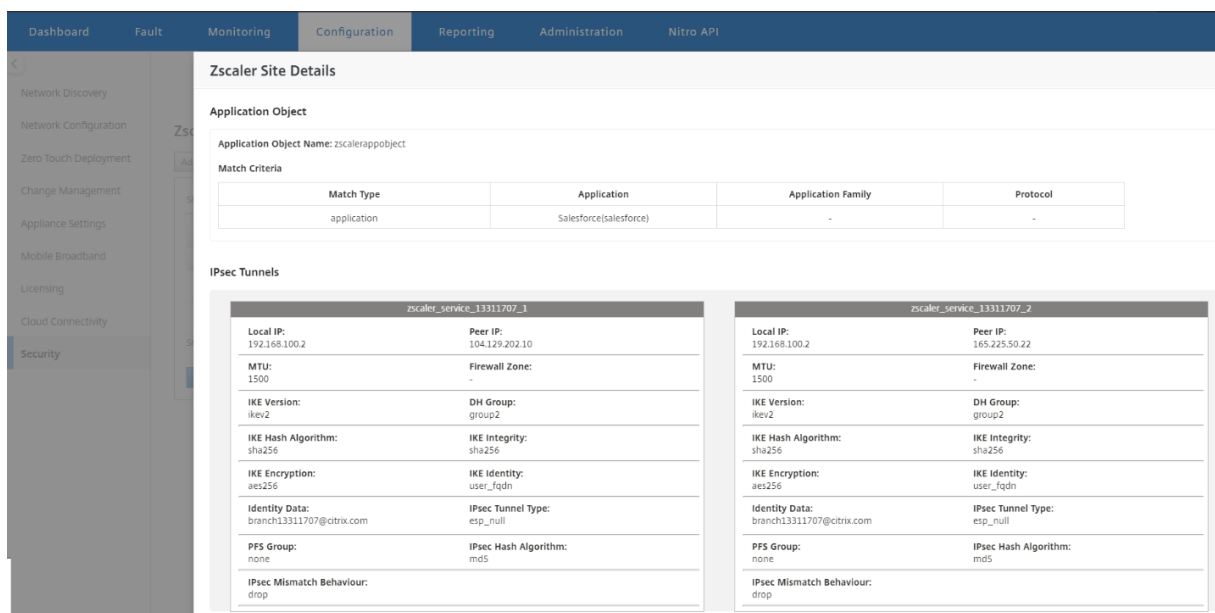 Dashboard Fault Monitoring Configuration Reporting Administration Nitro API
Zscaler Site Details
Network Discovery
Network Configuration
Zero Touch Deployment
Change Management
Appliance Settings
Mobile Broadband
Licensing
Cloud Connectivity
Security
Application Object
Application Object Name: zscalerappobject
Match Criteria
Match Type Application Application Family Protocol
application Salesforce(salesforce) - -
IPsec Tunnels
zscaler_service_13311707_1
Local IP: Peer IP:
192.168.100.2 104.129.202.10
MTU: Firewall Zone:
1500 -
IKE Version: DH Group:
ikev2 group2
IKE Hash Algorithm: IKE Integrity:
sha256 sha256
IKE Encryption: IKE Identity:
aes256 user_fqdn
Identity Data: IPsec Tunnel Type:
branch13311707@citrix.com esp_null
PFS Group: IPsec Hash Algorithm:
none md5
IPsec Mismatch Behaviour:
drop
zscaler_service_13311707_2
Local IP: Peer IP:
192.168.100.2 165.225.50.22
MTU: Firewall Zone:
1500 -
IKE Version: DH Group:
ikev2 group2
IKE Hash Algorithm: IKE Integrity:
sha256 sha256
IKE Encryption: IKE Identity:
aes256 user_fqdn
Identity Data: IPsec Tunnel Type:
branch13311707@citrix.com esp_null
PFS Group: IPsec Hash Algorithm:
none md5
IPsec Mismatch Behaviour:
drop